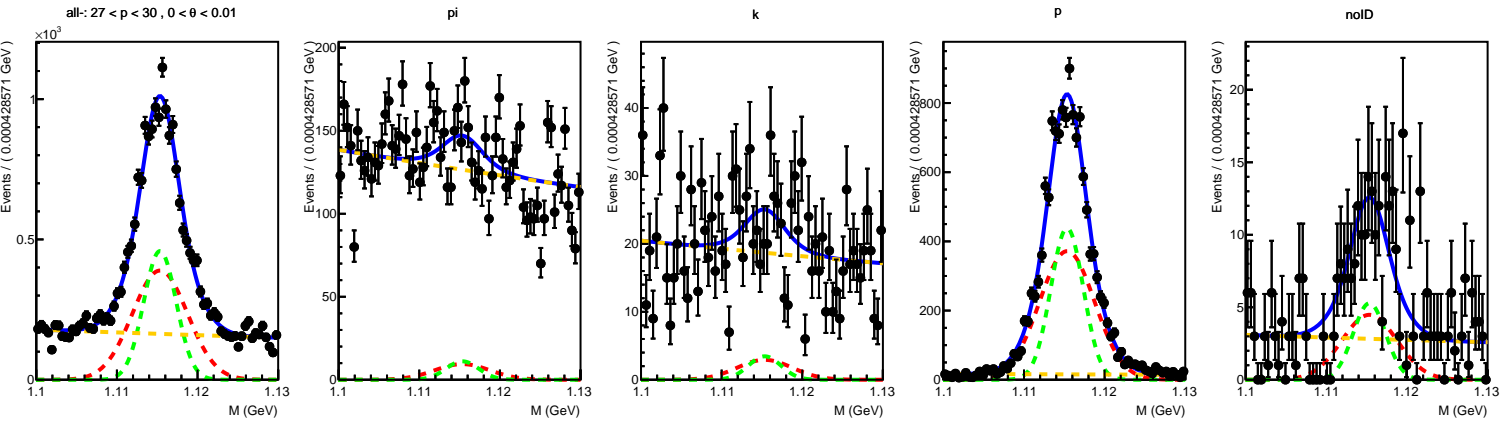 all-: 27 < p < 30 , 0 < θ < 0.01
×10³
Events / ( 0.000428571 GeV )
1
0.5
0
1.1 1.11 1.12 1.13
M (GeV)
pi
Events / ( 0.000428571 GeV )
200
150
100
50
0
1.1 1.11 1.12 1.13
M (GeV)
k
Events / ( 0.000428571 GeV )
40
30
20
10
0
1.1 1.11 1.12 1.13
M (GeV)
p
Events / ( 0.000428571 GeV )
800
600
400
200
0
1.1 1.11 1.12 1.13
M (GeV)
noID
Events / ( 0.000428571 GeV )
20
15
10
5
0
1.1 1.11 1.12 1.13
M (GeV)